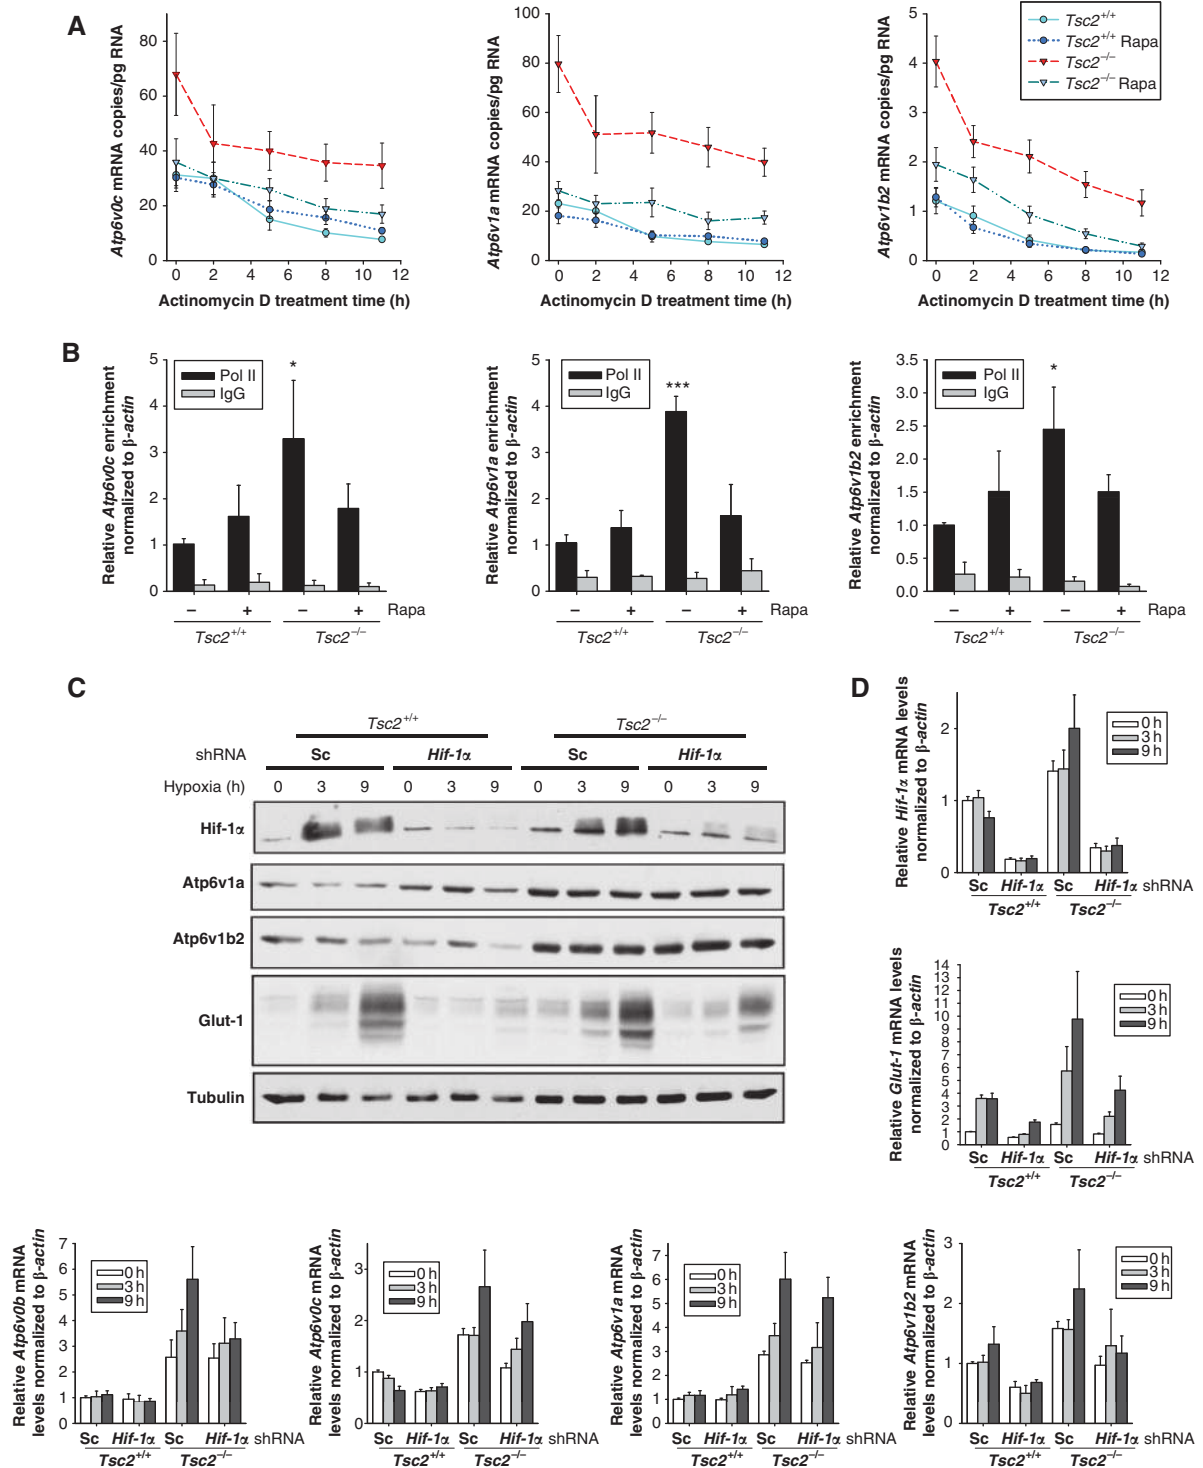 A
Atp6v0c mRNA copies/pg RNA
80
60
40
20
0
0 2 4 6 8 10 12
Actinomycin D treatment time (h)
Atp6v1a mRNA copies/pg RNA
100
80
60
40
20
0
0 2 4 6 8 10 12
Actinomycin D treatment time (h)
Atp6v1b2 mRNA copies/pg RNA
5
4
3
2
1
0
0 2 4 6 8 10 12
Actinomycin D treatment time (h)
Tsc2+/+
Tsc2+/+ Rapa
Tsc2−/−
Tsc2−/− Rapa
B
Relative Atp6v0c enrichment
normalized to β-actin
5
4
3
2
1
0
Pol II
IgG
*
− + − + Rapa
Tsc2+/+ Tsc2−/−
Relative Atp6v1a enrichment
normalized to β-actin
5
4
3
2
1
0
Pol II
IgG
***
− + − + Rapa
Tsc2+/+ Tsc2−/−
Relative Atp6v1b2 enrichment
normalized to β-actin
3.5
3.0
2.5
2.0
1.5
1.0
0.5
0.0
Pol II
IgG
*
− + − + Rapa
Tsc2+/+ Tsc2−/−
C
Tsc2+/+ Tsc2−/−
shRNA Sc Hif-1α Sc Hif-1α
Hypoxia (h) 0 3 9 0 3 9 0 3 9 0 3 9
Hif-1α
Atp6v1a
Atp6v1b2
Glut-1
Tubulin
D
Relative Hif-1α mRNA levels
normalized to β-actin
2
1
0
0 h
3 h
9 h
Sc Hif-1α Sc Hif-1α shRNA
Tsc2+/+ Tsc2−/−
Relative Glut-1 mRNA levels
normalized to β-actin
14
13
12
11
10
9
8
7
6
5
4
3
2
1
0
0 h
3 h
9 h
Sc Hif-1α Sc Hif-1α shRNA
Tsc2+/+ Tsc2−/−
Relative Atp6v0b mRNA
levels normalized to β-actin
7
6
5
4
3
2
1
0
0 h
3 h
9 h
Sc Hif-1α Sc Hif-1α shRNA
Tsc2+/+ Tsc2−/−
Relative Atp6v0c mRNA
levels normalized to β-actin
3
2
1
0
0 h
3 h
9 h
Sc Hif-1α Sc Hif-1α shRNA
Tsc2+/+ Tsc2−/−
Relative Atp6v1a mRNA
levels normalized to β-actin
7
6
5
4
3
2
1
0
0 h
3 h
9 h
Sc Hif-1α Sc Hif-1α shRNA
Tsc2+/+ Tsc2−/−
Relative Atp6v1b2 mRNA
levels normalized to β-actin
3
2
1
0
0 h
3 h
9 h
Sc Hif-1α Sc Hif-1α shRNA
Tsc2+/+ Tsc2−/−